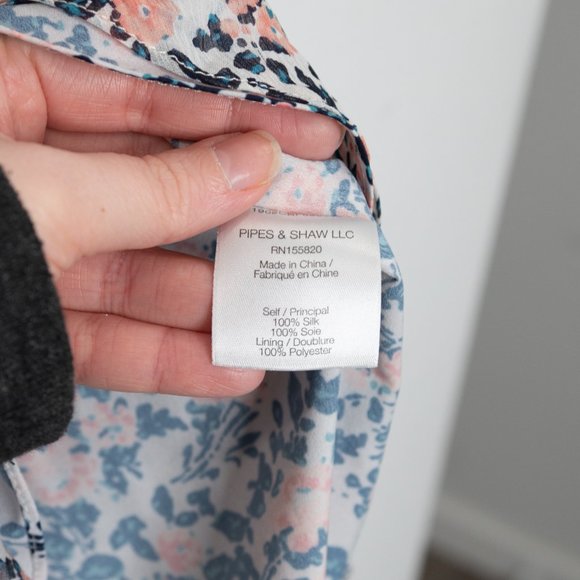 PIPES & SHAW LLC
RN155820
Made in China /
Fabriqué en Chine
Self / Principal
100% Silk
100% Soie
Lining / Doublure
100% Polyester